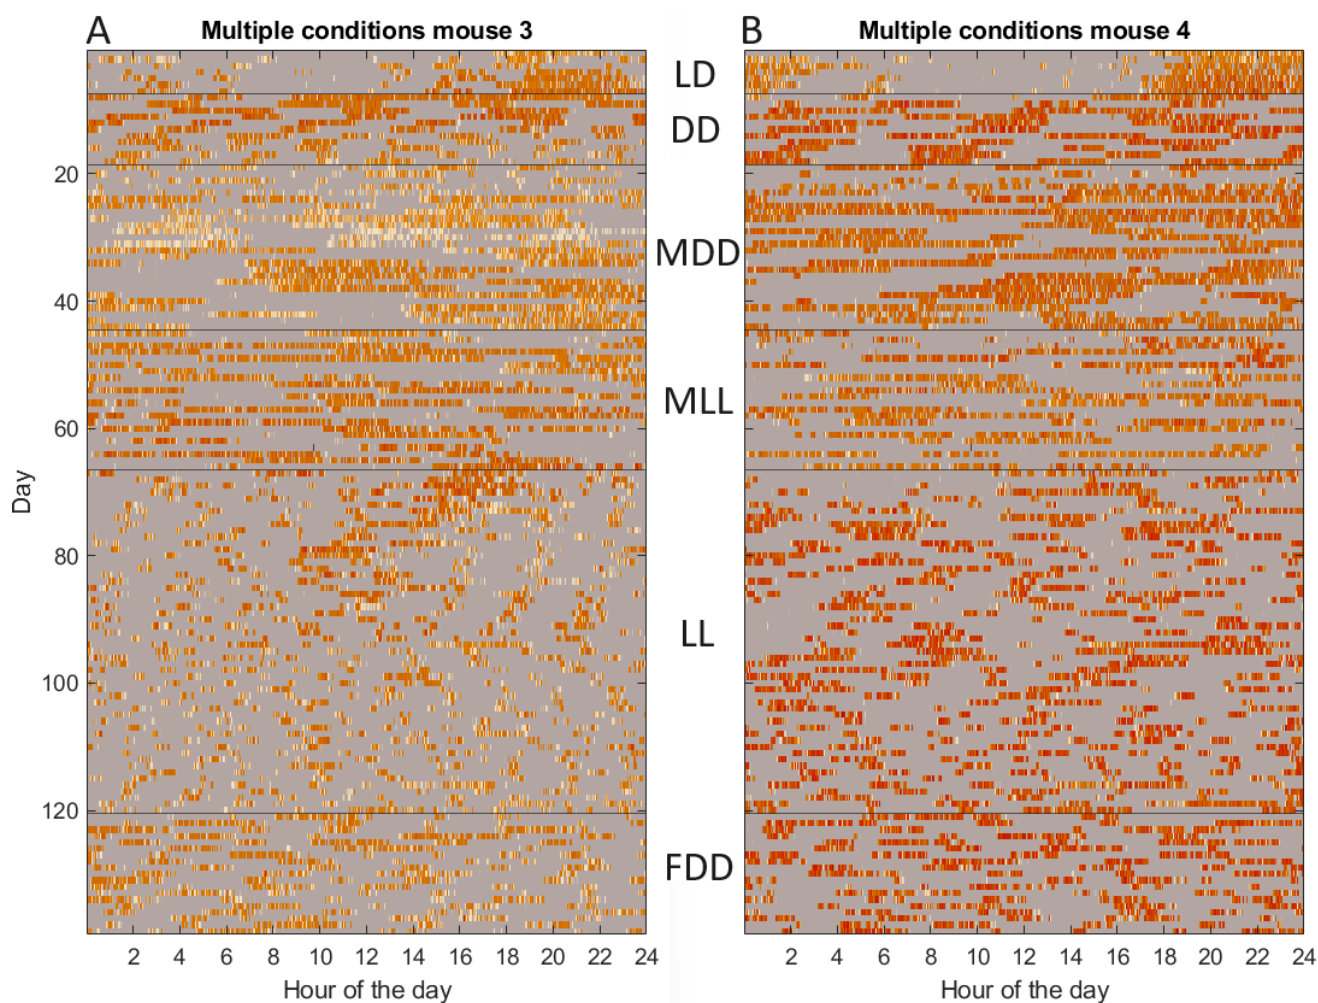 A
Multiple conditions mouse 3
B
Multiple conditions mouse 4
LD
DD
MDD
MLL
LL
FDD
Day
20
40
60
80
100
120
2 4 6 8 10 12 14 16 18 20 22 24
Hour of the day
2 4 6 8 10 12 14 16 18 20 22 24
Hour of the day